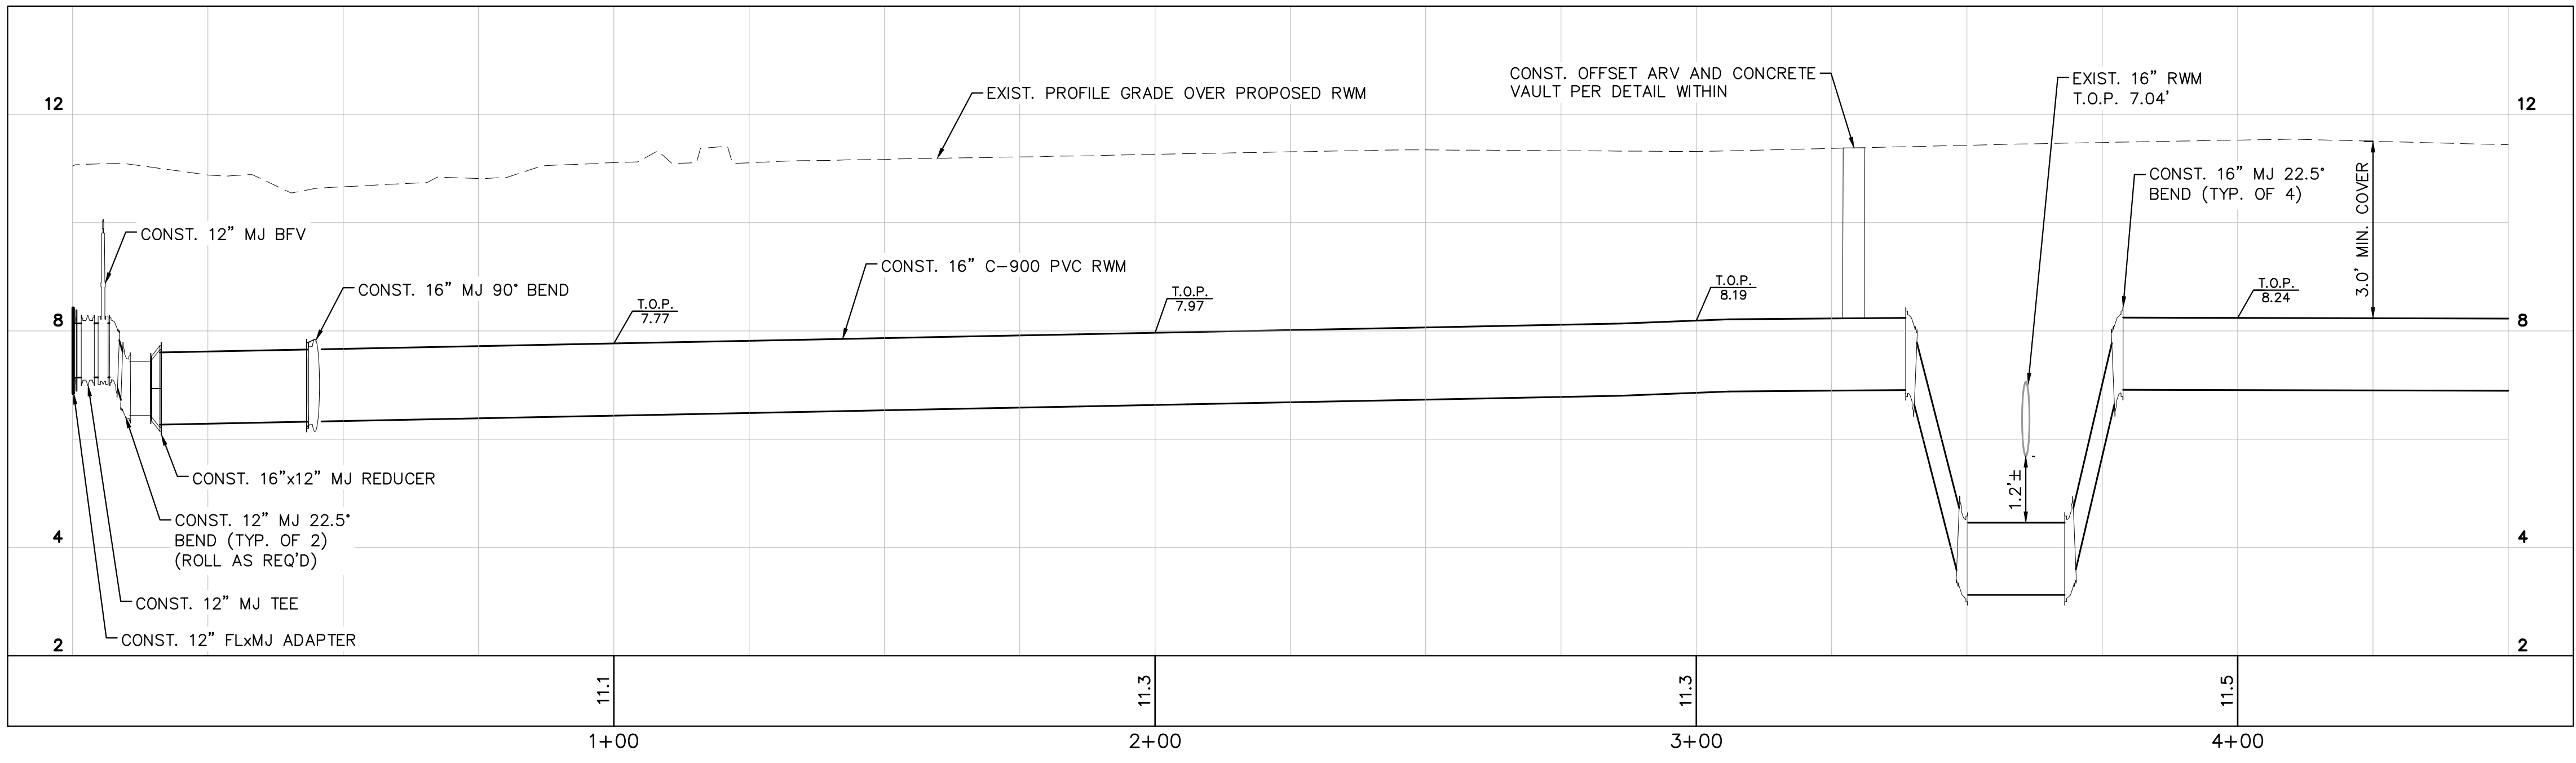 CONST. OFFSET ARV AND CONCRETE
VAULT PER DETAIL WITHIN
EXIST. 16” RWM
T.O.P. 7.04'
12
EXIST. PROFILE GRADE OVER PROPOSED RWM
12
CONST. 16” MJ 22.5°
BEND (TYP. OF 4)
3.0' MIN. COVER
CONST. 12” MJ BFV
CONST. 16” C-900 PVC RWM
CONST. 16” MJ 90° BEND
T.O.P.
7.77
T.O.P.
7.97
T.O.P.
8.19
T.O.P.
8.24
8
8
CONST. 16”x12” MJ REDUCER
1.2'±
CONST. 12” MJ 22.5°
BEND (TYP. OF 2)
(ROLL AS REQ'D)
4
4
CONST. 12” MJ TEE
CONST. 12” FLxMJ ADAPTER
2
2
11.1
11.3
11.3
11.5
1+00
2+00
3+00
4+00